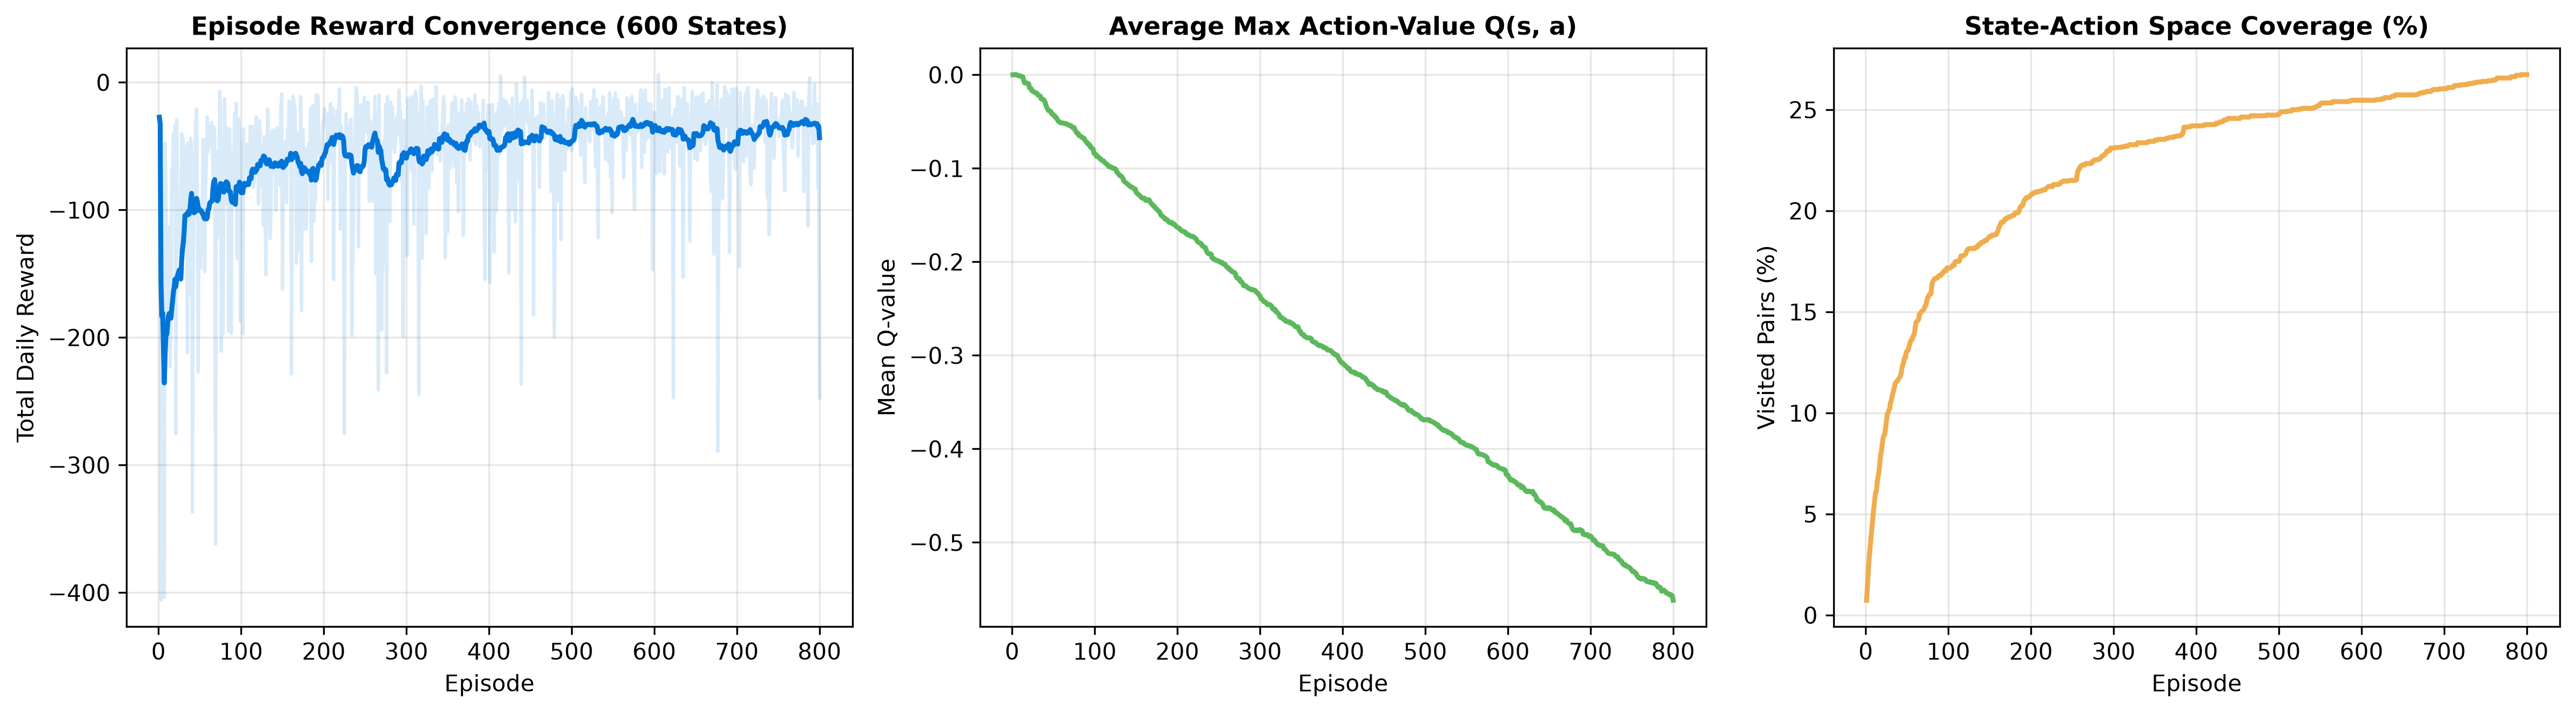 Episode Reward Convergence (600 States)
Total Daily Reward
0
−100
−200
−300
−400
0 100 200 300 400 500 600 700 800
Episode
Average Max Action-Value Q(s, a)
Mean Q-value
0.0
−0.1
−0.2
−0.3
−0.4
−0.5
0 100 200 300 400 500 600 700 800
Episode
State-Action Space Coverage (%)
Visited Pairs (%)
25
20
15
10
5
0
0 100 200 300 400 500 600 700 800
Episode